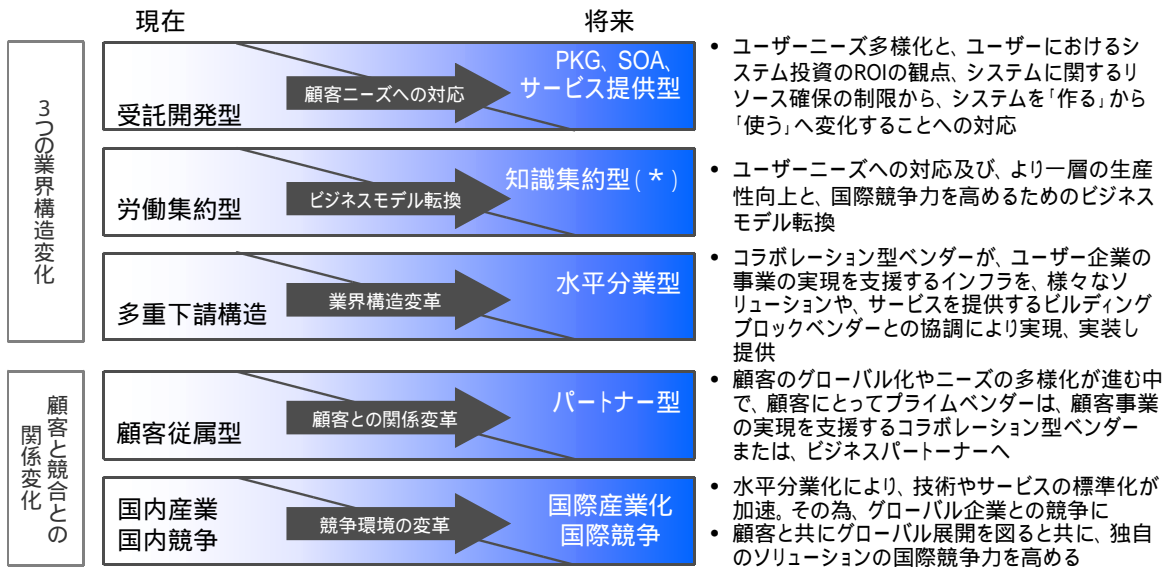 現在
将来
3つの業界構造変化
受託開発型
顧客ニーズへの対応
PKG、SOA、
サービス提供型
• ユーザーニーズ多様化と、ユーザーにおけるシ
ステム投資のROIの観点、システムに関するリ
ソース確保の制限から、システムを「作る」から
「使う」へ変化することへの対応
労働集約型
ビジネスモデル転換
知識集約型(*)
• ユーザーニーズへの対応及び、より一層の生産
性向上と、国際競争力を高めるためのビジネス
モデル転換
多重下請構造
業界構造変革
水平分業型
• コラボレーション型ベンダーが、ユーザー企業の
事業の実現を支援するインフラを、様々なソ
リューションや、サービスを提供するビルディング
ブロックベンダーとの協調により実現、実装し
提供
顧客と競合との
関係変化
顧客従属型
顧客との関係変革
パートナー型
• 顧客のグローバル化やニーズの多様化が進む中
で、顧客にとってプライムベンダーは、顧客事業
の実現を支援するコラボレーション型ベンダー
または、ビジネスパートーナーへ
国内産業
国内競争
競争環境の変革
国際産業化
国際競争
• 水平分業化により、技術やサービスの標準化が
加速。その為、グローバル企業との競争に
• 顧客と共にグローバル展開を図ると共に、独自
のソリューションの国際競争力を高める